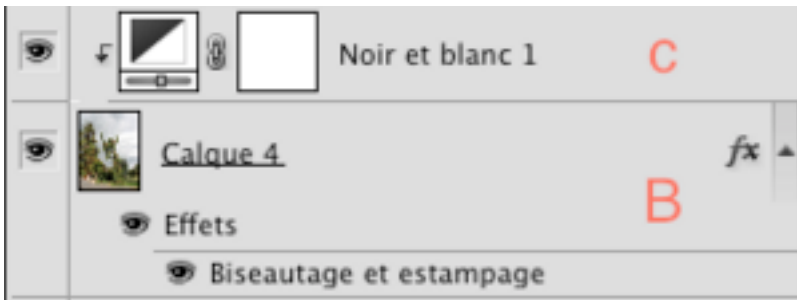 Noir et blanc 1 C
Calque 4 fx
B
Effets
Biseautage et estampage